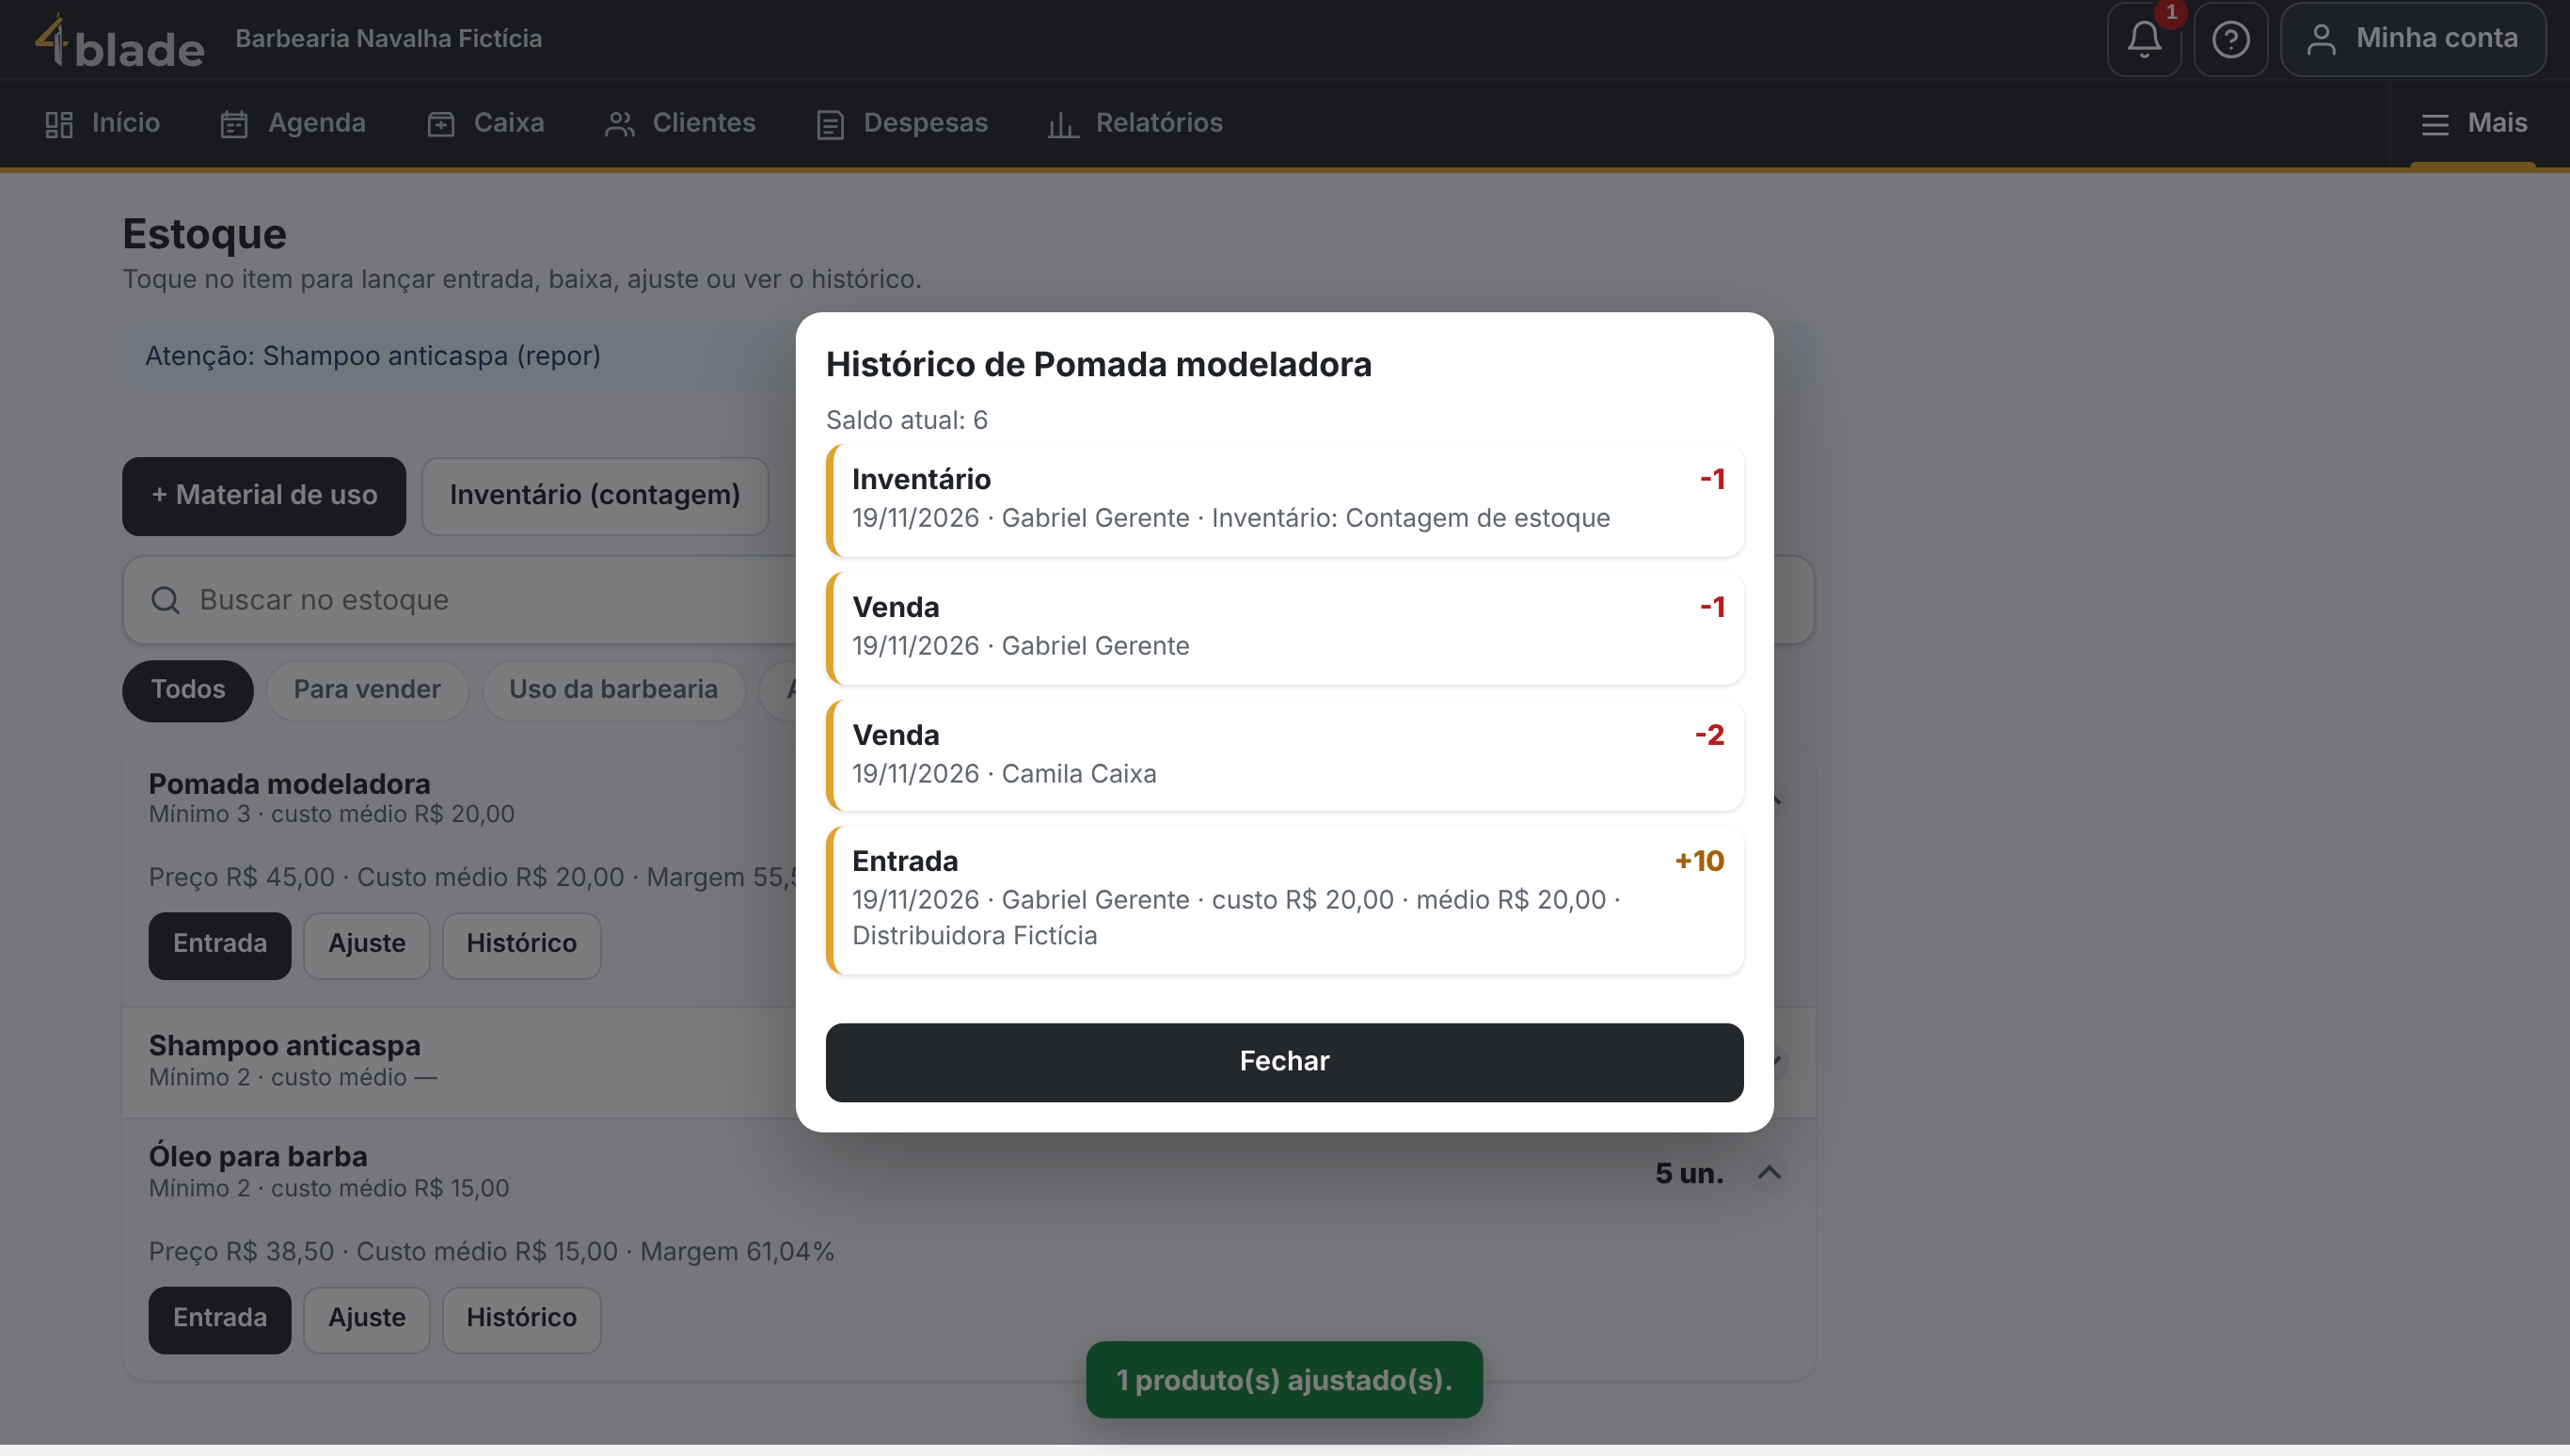 4blade
Barbearia Navalha Fictícia
1
Minha conta
Início
Agenda
Caixa
Clientes
Despesas
Relatórios
Mais
Estoque
Toque no item para lançar entrada, baixa, ajuste ou ver o histórico.
Atenção: Shampoo anticaspa (repor)
+ Material de uso
Inventário (contagem)
Buscar no estoque
Todos
Para vender
Uso da barbearia
Pomada modeladora
Mínimo 3 · custo médio R$ 20,00
Preço R$ 45,00 · Custo médio R$ 20,00 · Margem 55,5
Entrada
Ajuste
Histórico
Shampoo anticaspa
Mínimo 2 · custo médio —
Óleo para barba
Mínimo 2 · custo médio R$ 15,00
5 un.
Preço R$ 38,50 · Custo médio R$ 15,00 · Margem 61,04%
Entrada
Ajuste
Histórico
Histórico de Pomada modeladora
Saldo atual: 6
Inventário
-1
19/11/2026 · Gabriel Gerente · Inventário: Contagem de estoque
Venda
-1
19/11/2026 · Gabriel Gerente
Venda
-2
19/11/2026 · Camila Caixa
Entrada
+10
19/11/2026 · Gabriel Gerente · custo R$ 20,00 · médio R$ 20,00 ·
Distribuidora Fictícia
Fechar
1 produto(s) ajustado(s).